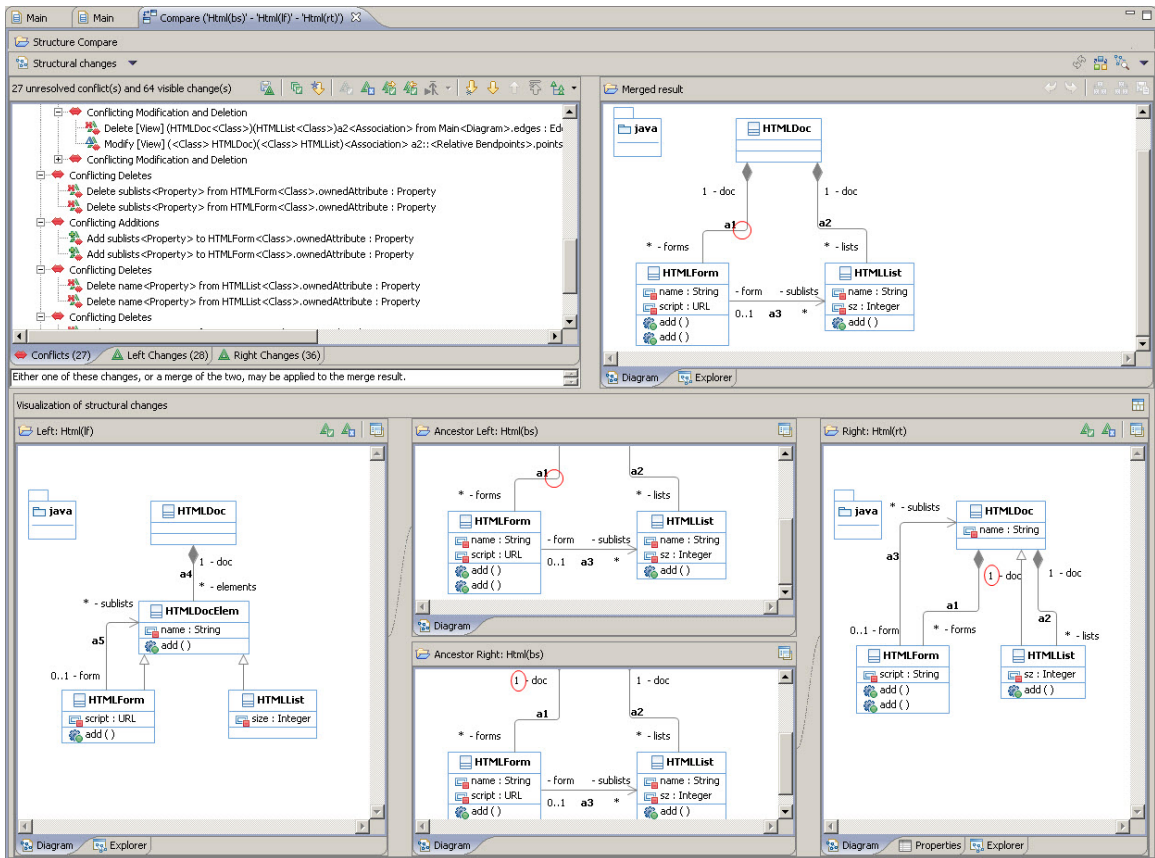 Main
Main
Compare ('Html(bs)' - 'Html(lf)' - 'Html(rt)')
Structure Compare
Structural changes
27 unresolved conflict(s) and 64 visible change(s)
Conflicting Modification and Deletion
Delete [View] (HTMLDoc<Class>)(HTMLList<Class>)a2<Association> from Main<Diagram>.edges : Ed
Modify [View] (<Class> HTMLDoc)(<Class> HTMLList)<Association> a2::<Relative Bendpoints>.points
Conflicting Modification and Deletion
Conflicting Deletes
Delete sublists<Property> from HTMLForm<Class>.ownedAttribute : Property
Delete sublists<Property> from HTMLForm<Class>.ownedAttribute : Property
Conflicting Additions
Add sublists<Property> to HTMLForm<Class>.ownedAttribute : Property
Add sublists<Property> to HTMLForm<Class>.ownedAttribute : Property
Conflicting Deletes
Delete name<Property> from HTMLList<Class>.ownedAttribute : Property
Delete name<Property> from HTMLList<Class>.ownedAttribute : Property
Conflicting Deletes
Conflicts (27)
Left Changes (28)
Right Changes (36)
Either one of these changes, or a merge of the two, may be applied to the merge result.
Merged result
java
HTMLDoc
1 - doc
1 - doc
a1
a2
* - forms
* - lists
HTMLForm
name : String
script : URL
add ( )
add ( )
- form
- sublists
0..1
a3
*
HTMLList
name : String
sz : Integer
add ( )
Diagram
Explorer
Visualization of structural changes
Left: Html(lf)
java
HTMLDoc
1 - doc
a4
* - elements
* - sublists
HTMLDocElem
name : String
add ( )
a5
0..1 - form
HTMLForm
script : URL
add ( )
HTMLList
size : Integer
Diagram
Explorer
Ancestor Left: Html(bs)
a1
a2
* - forms
* - lists
HTMLForm
name : String
script : URL
add ( )
add ( )
- form
- sublists
0..1
a3
*
HTMLList
name : String
sz : Integer
add ( )
Diagram
Ancestor Right: Html(bs)
1 - doc
1 - doc
a1
a2
* - forms
* - lists
HTMLForm
name : String
script : URL
add ( )
- form
- sublists
0..1
a3
*
HTMLList
name : String
sz : Integer
add ( )
Diagram
Right: Html(rt)
java
* - sublists
HTMLDoc
name : String
a3
1 - doc
1 - doc
a1
a2
0..1 - form
* - forms
* - lists
HTMLForm
script : String
add ( )
add ( )
HTMLList
sz : Integer
add ( )
Diagram
Properties
Explorer